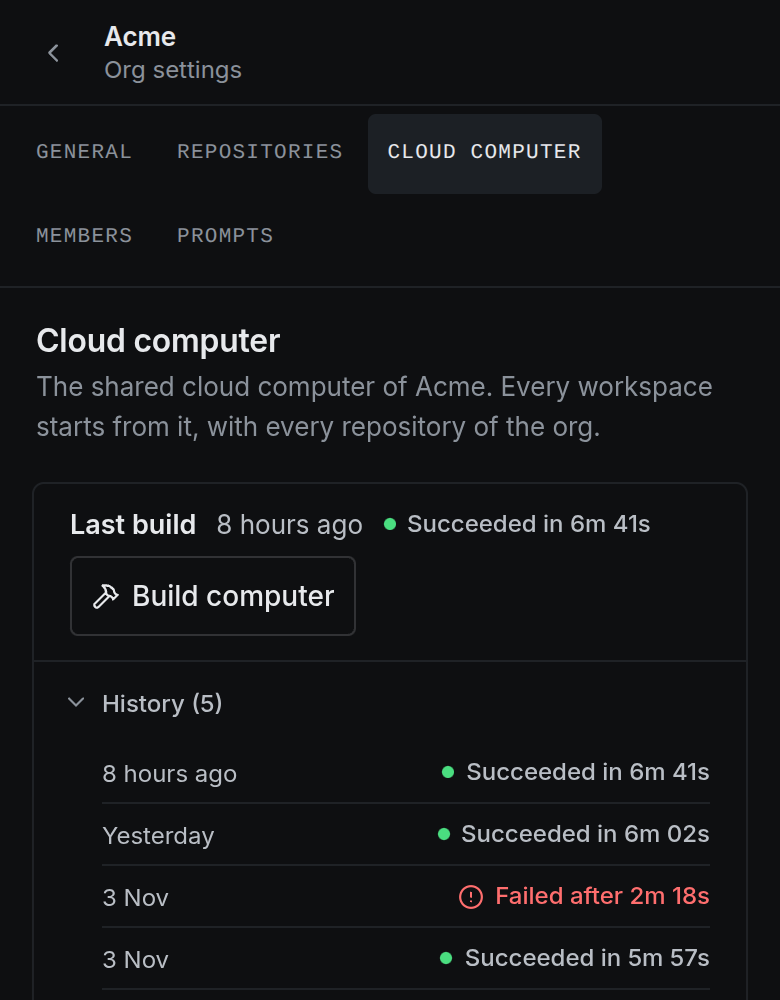 Acme
Org settings
GENERAL REPOSITORIES CLOUD COMPUTER
MEMBERS PROMPTS
Cloud computer
The shared cloud computer of Acme. Every workspace
starts from it, with every repository of the org.
Last build 8 hours ago Succeeded in 6m 41s
Build computer
History (5)
8 hours ago Succeeded in 6m 41s
Yesterday Succeeded in 6m 02s
3 Nov Failed after 2m 18s
3 Nov Succeeded in 5m 57s